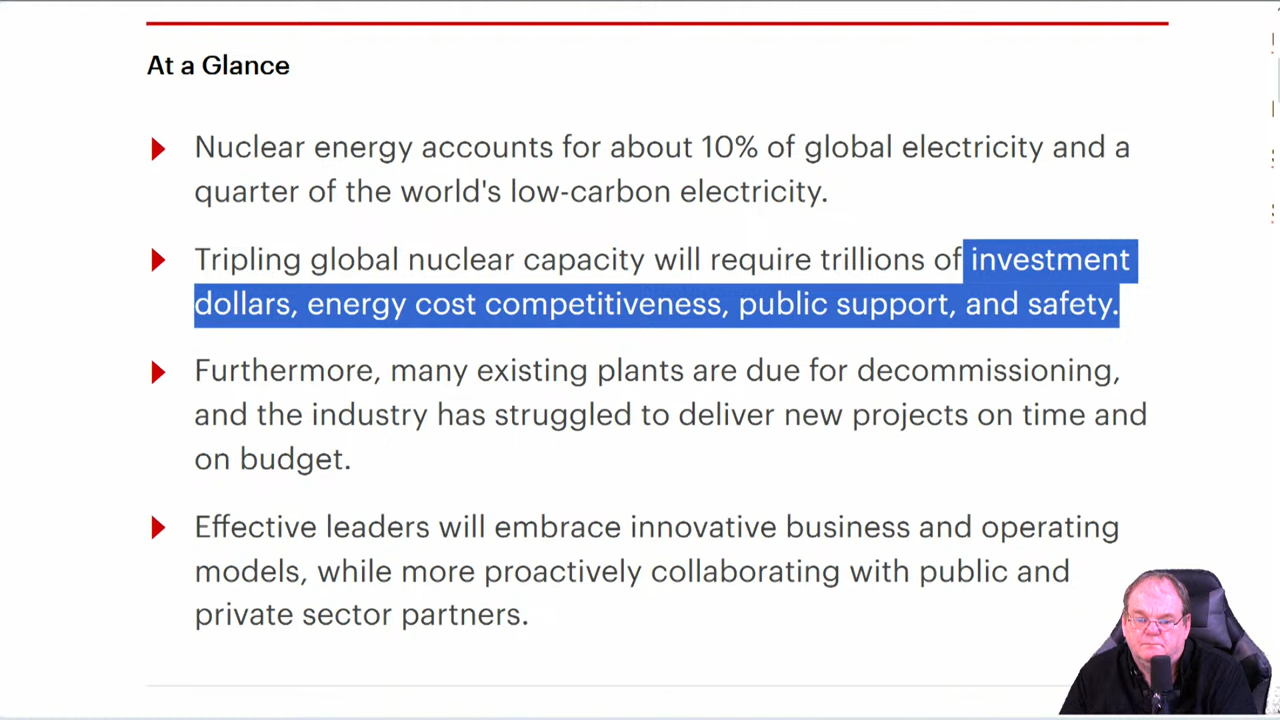 At a Glance
Nuclear energy accounts for about 10% of global electricity and a
quarter of the world's low-carbon electricity.
Tripling global nuclear capacity will require trillions of investment
dollars, energy cost competitiveness, public support, and safety.
Furthermore, many existing plants are due for decommissioning,
and the industry has struggled to deliver new projects on time and
on budget.
Effective leaders will embrace innovative business and operating
models, while more proactively collaborating with public and
private sector partners.